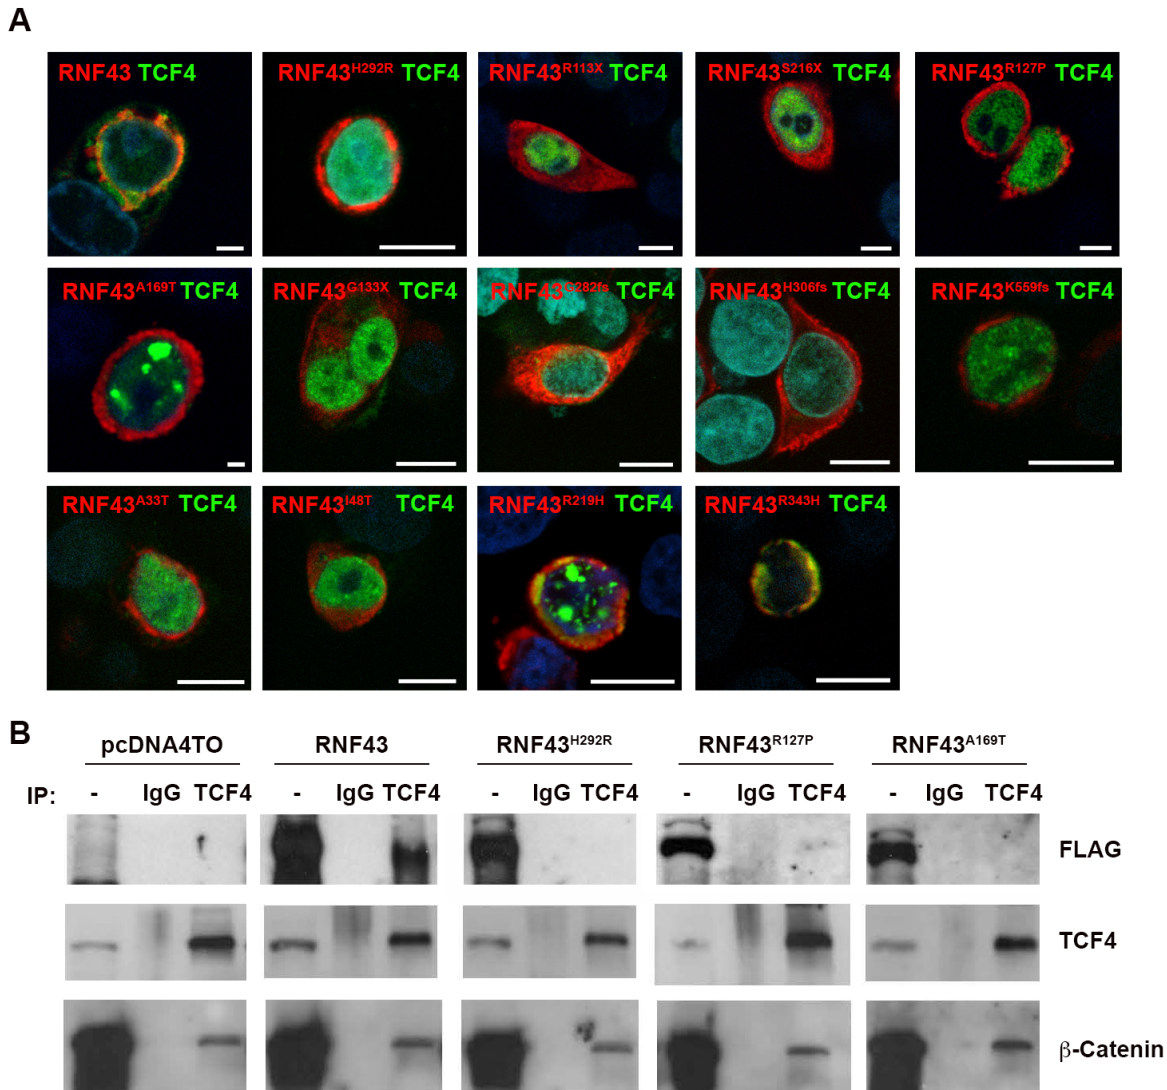 A
RNF43 TCF4
RNF43H292R TCF4
RNF43R113X TCF4
RNF43S216X TCF4
RNF43R127P TCF4
RNF43A169T TCF4
RNF43G133X TCF4
RNF43 TCF4
RNF43H306fs TCF4
RNF43K559fs TCF4
RNF43A33T TCF4
RNF43I48T TCF4
RNF43R219H TCF4
RNF43R343H TCF4
B
pcDNA4TO RNF43 RNF43H292R RNF43R127P RNF43A169T
IP: - IgG TCF4 - IgG TCF4 - IgG TCF4 - IgG TCF4 - IgG TCF4
FLAG
TCF4
β-Catenin